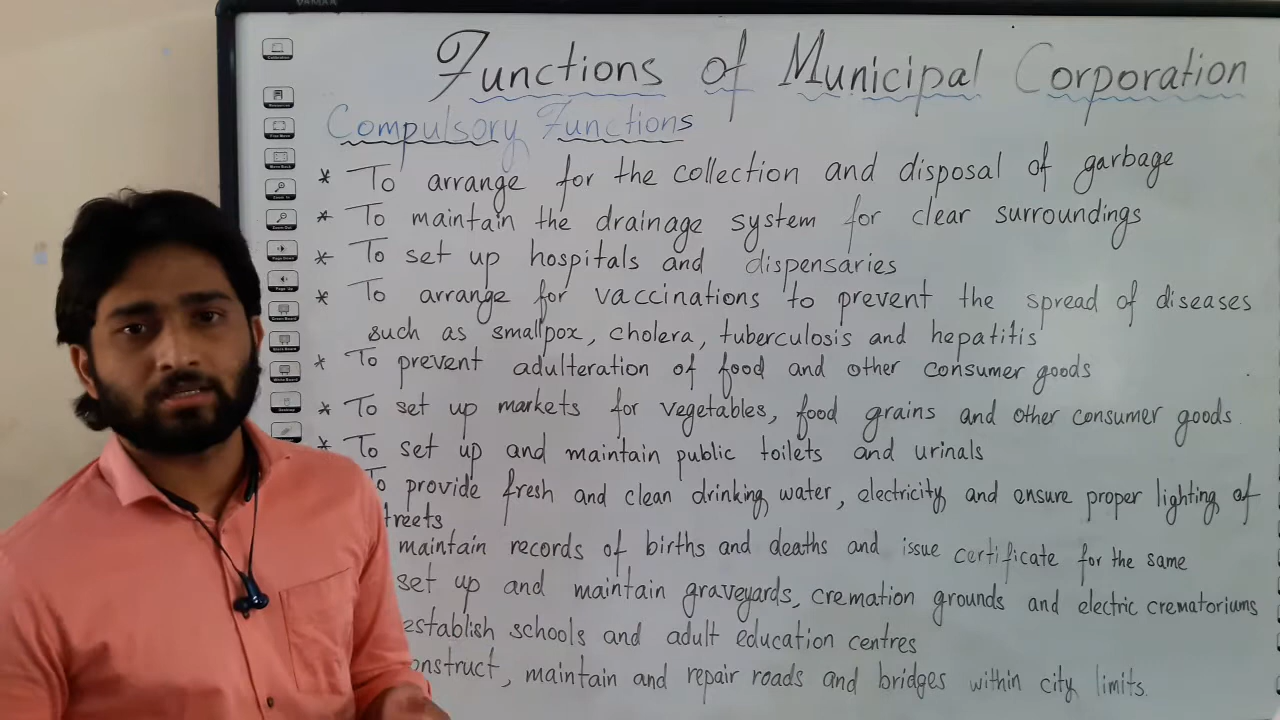 Functions of Municipal Corporation
Compulsory Functions
* To arrange for the collection and disposal of garbage
* To maintain the drainage system for clear surroundings
* To set up hospitals and dispensaries
* To arrange for vaccinations to prevent the spread of diseases
such as smallpox, cholera, tuberculosis and hepatitis
* To prevent adulteration of food and other consumer goods
* To set up markets for vegetables, food grains and other consumer goods.
* To set up and maintain public toilets and urinals
To provide fresh and clean drinking water, electricity and ensure proper lighting of
treets
maintain records of births and deaths and issue certificate for the same
set up and maintain graveyards, cremation grounds and electric crematoriums
establish schools and adult education centres
onstruct, maintain and repair roads and bridges within city limits.